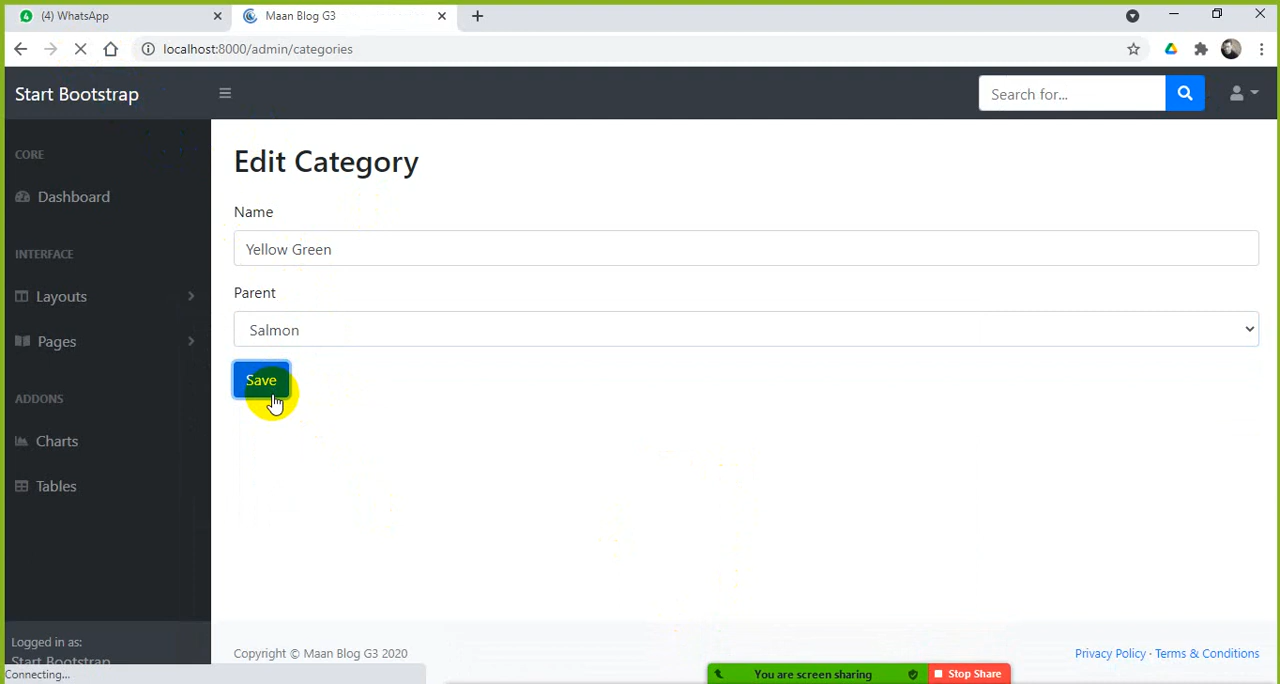 (4) WhatsApp
Maan Blog G3
localhost:8000/admin/categories
Start Bootstrap
Search for...
CORE
Dashboard
INTERFACE
Layouts
Pages
ADDONS
Charts
Tables
Logged in as:
Start Bootstrap
Edit Category
Name
Yellow Green
Parent
Salmon
Save
Copyright © Maan Blog G3 2020
Privacy Policy · Terms & Conditions
Connecting...
You are screen sharing
Stop Share